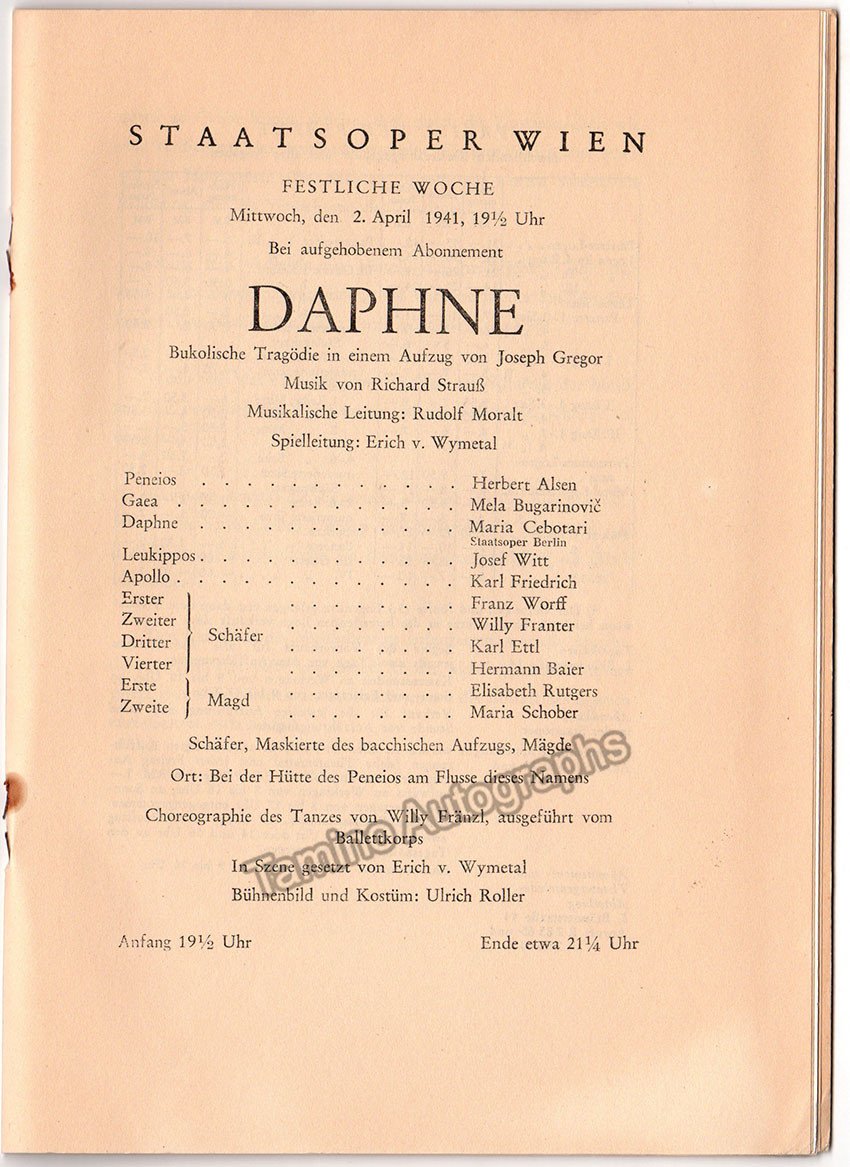 STAATSOPER WIEN
FESTLICHE WOCHE
Mittwoch, den 2. April 1941, 19½ Uhr
Bei aufgehobenem Abonnement
DAPHNE
Bukolische Tragödie in einem Aufzug von Joseph Gregor
Musik von Richard Strauß
Musikalische Leitung: Rudolf Moralt
Spielleitung: Erich v. Wymetal
Peneios . . . . . . . . . . . . Herbert Alsen
Gaea . . . . . . . . . . . . . Mela Bugarinovič
Daphne . . . . . . . . . . . . Maria Cebotari
Staatsoper Berlin
Leukippos . . . . . . . . . . . . Josef Witt
Apollo . . . . . . . . . . . . . Karl Friedrich
Erster . . . . . . . . Franz Worff
Zweiter . . . . . . . . Willy Franter
Schäfer
Dritter . . . . . . . . Karl Ettl
Vierter . . . . . . . . Hermann Baier
Erste . . . . . . . . Elisabeth Rutgers
Magd
Zweite . . . . . . . . Maria Schober
Schäfer, Maskierte des bacchischen Aufzugs, Mägde
Ort: Bei der Hütte des Peneios am Flusse dieses Namens
Choreographie des Tanzes von Willy Fränzl, ausgeführt vom
Ballettkorps
In Szene gesetzt von Erich v. Wymetal
Bühnenbild und Kostüm: Ulrich Roller
Anfang 19½ Uhr Ende etwa 21¼ Uhr
Tamino Autographs